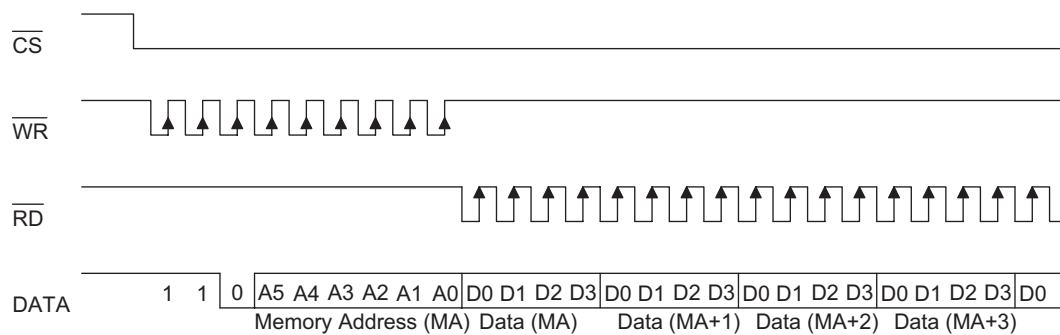 CS
WR
RD
DATA 1 1 0 A5 A4 A3 A2 A1 A0 D0 D1 D2 D3 D0 D1 D2 D3 D0 D1 D2 D3 D0 D1 D2 D3 D0
Memory Address (MA) Data (MA) Data (MA+1) Data (MA+2) Data (MA+3)